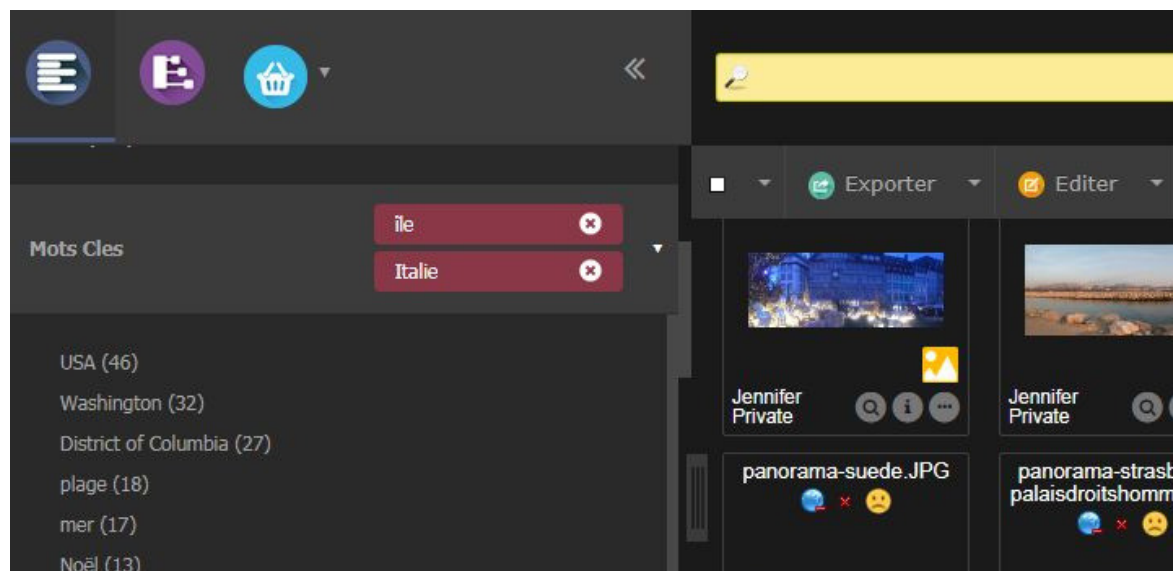 Mots Cles
île
Italie
USA (46)
Washington (32)
District of Columbia (27)
plage (18)
mer (17)
Noël (13)
Exporter
Editer
Jennifer
Private
Jennifer
Private
panorama-suede.JPG
panorama-strasb
palaisdroitshomm